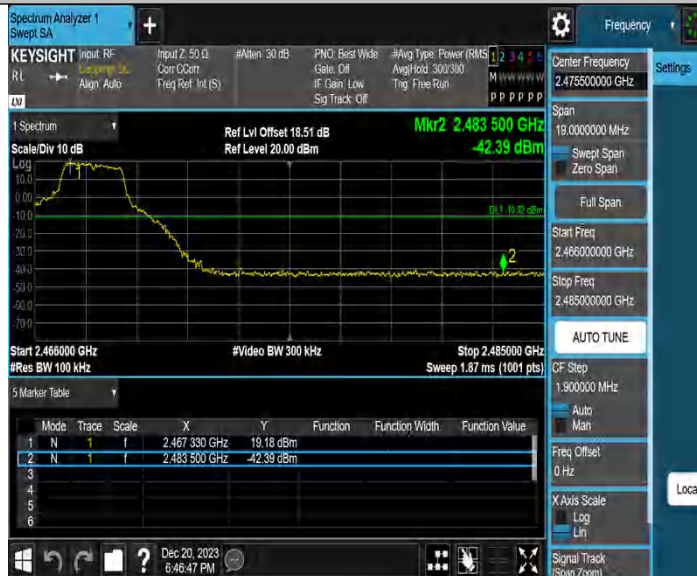 Spectrum Analyzer 1
Swept SA
Frequency
KEYSIGHT
Input: RF
Align: Auto
Input Z: 50 Ω
Corr CCorr
Freq Ref: Int (S)
#Atten: 30 dB
PNO: Best Wide
Gate: Off
IF Gain: Low
Sig Track: Off
#Avg Type: Power (RMS
Avg|Hold: 300/300
Trig: Free Run
1 2 3 4 5 6
M W W W W W
P P P P P P
R L
LXI
1 Spectrum
Scale/Div 10 dB
Ref Lvl Offset 18.51 dB
Ref Level 20.00 dBm
Mkr2 2.483 500 GHz
-42.39 dBm
Log
10.0
0.00
-10.0
-20.0
-30.0
-40.0
-50.0
-60.0
-70.0
2
Start 2.466000 GHz
#Res BW 100 kHz
#Video BW 300 kHz
Stop 2.485000 GHz
Sweep 1.87 ms (1001 pts)
5 Marker Table
Mode Trace Scale X Y Function Function Width Function Value
1 N 1 f 2.467 330 GHz 19.18 dBm
2 N 1 f 2.483 500 GHz -42.39 dBm
3
4
5
6
Dec 20, 2023
6:46:47 PM
?
Center Frequency
2.475500000 GHz
Settings
Span
19.0000000 MHz
Swept Span
Zero Span
Full Span
Start Freq
2.466000000 GHz
Stop Freq
2.485000000 GHz
AUTO TUNE
CF Step
1.900000 MHz
Auto
Man
Freq Offset
0 Hz
X Axis Scale
Log
Lin
Local
Signal Track
(Span Zoom)